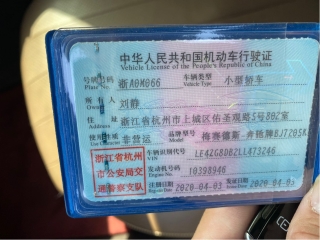 中华人民共和国机动车行驶证
Vehicle License of the People's Republic of China
号牌号码 浙A0M066 车辆类型 小型轿车
Plate No. Vehicle Type
所有人 刘静
住址 浙江省杭州市上城区佑圣观路5号802室
使用性质 非营运 品牌型号 梅赛德斯-奔驰牌BJ7205K
浙江省杭州 车辆识别代号 LE42G8DB2LL473246
VIN
市公安局交 发动机号码 10398946
Engine No.
通警察支队 注册日期 2020-04-03 发证日期 2020-04-03
Register Date Issue Date